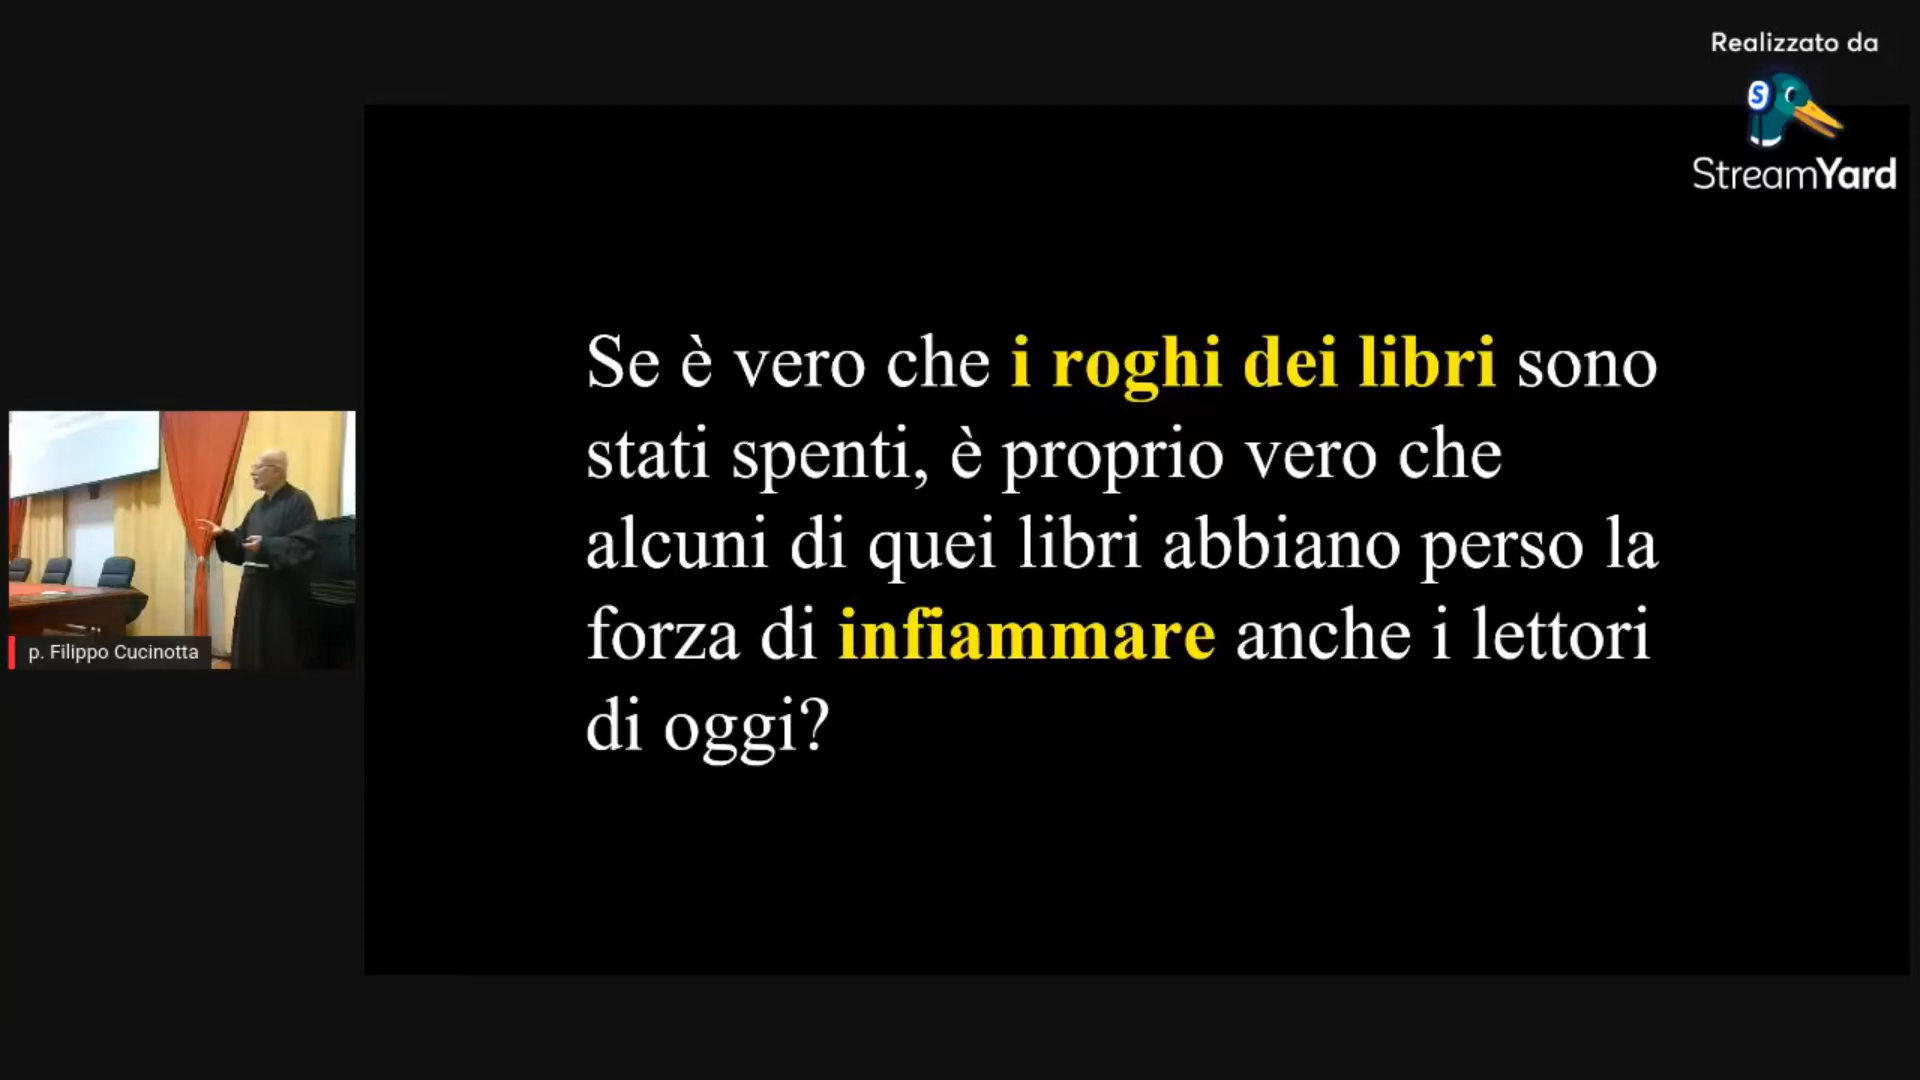 Realizzato da
StreamYard
Se è vero che i roghi dei libri sono
stati spenti, è proprio vero che
alcuni di quei libri abbiano perso la
forza di infiammare anche i lettori
di oggi?
p. Filippo Cucinotta